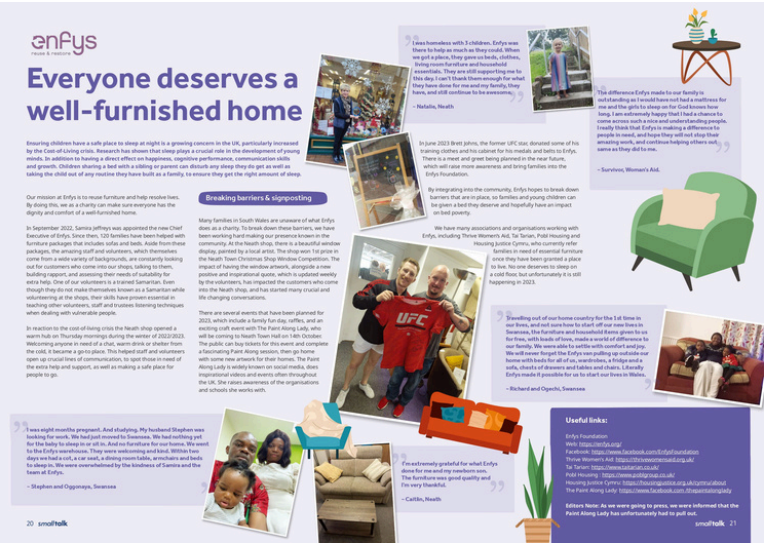 enfys
reuse & restore
Everyone deserves a
well-furnished home
Ensuring children have a safe place to sleep at night is a growing concern in the UK, particularly increased
by the Cost-of-Living crisis. Research has shown that sleep plays a crucial role in the development of young
minds. In addition to having a direct effect on happiness, cognitive performance, communication skills
and growth. Children sharing a bed with a sibling or parent can disturb any sleep they do get as well as
taking the child out of any routine they have built as a family, to ensure they get the right amount of sleep.
Our mission at Enfys is to reuse furniture and help resolve lives.
By doing this, we as a charity can make sure everyone has the
dignity and comfort of a well-furnished home.
In September 2022, Samira Jeffreys was appointed the new Chief
Executive of Enfys. Since then, 120 families have been helped with
furniture packages that includes sofas and beds. Aside from these
packages, the amazing staff and volunteers, which themselves
come from a wide variety of backgrounds, are constantly looking
out for customers who come into our shops, talking to them,
building rapport, and assessing their needs of suitability for
extra help. One of our volunteers is a trained Samaritan. Even
though they do not make themselves known as a Samaritan while
volunteering at the shops, their skills have proven essential in
teaching other volunteers, staff and trustees listening techniques
when dealing with vulnerable people.
In reaction to the cost-of-living crisis the Neath shop opened a
warm hub on Thursday mornings during the winter of 2022/2023.
Welcoming anyone in need of a chat, warm drink or shelter from
the cold, it became a go-to place. This helped staff and volunteers
open up crucial lines of communication, to spot those in need of
the extra help and support, as well as making a safe place for
people to go.
Breaking barriers & signposting
Many families in South Wales are unaware of what Enfys
does as a charity. To break down these barriers, we have
been working hard making our presence known in the
community. At the Neath shop, there is a beautiful window
display, painted by a local artist. The shop won 1st prize in
the Neath Town Christmas Shop Window Competition. The
impact of having the window artwork, alongside a new
positive and inspirational quote, which is updated weekly
by the volunteers, has impacted the customers who come
into the Neath shop, and has started many crucial and
life changing conversations.
There are several events that have been planned for
2023, which include a family fun day, raffles, and an
exciting craft event with The Paint Along Lady, who
will be coming to Neath Town Hall on 14th October.
The public can buy tickets for this event and complete
a fascinating Paint Along session, then go home
with some new artwork for their homes. The Paint
Along Lady is widely known on social media, does
inspirational videos and events often throughout
the UK. She raises awareness of the organisations
and schools she works with.
I was eight months pregnant. And studying. My husband Stephen was
looking for work. We had just moved to Swansea. We had nothing yet
for the baby to sleep in or sit in. And no furniture for our home. We went
to the Enfys warehouse. They were welcoming and kind. Within two
days we had a cot, a car seat, a dining room table, armchairs and beds
to sleep in. We were overwhelmed by the kindness of Samira and the
team at Enfys.
- Stephen and Oggonaya, Swansea
20 smalltalk
I was homeless with 3 children. Enfys was
there to help as much as they could. When
we got a place, they gave us beds, clothes,
living room furniture and household
essentials. They are still supporting me to
this day. I can't thank them enough for what
they have done for me and my family, they
have, and still continue to be awesome.
- Natalie, Neath
The difference Enfys made to our family is
outstanding as I would have not had a mattress for
me and the girls to sleep on for God knows how
long. I am extremely happy that I had a chance to
come across such a nice and understanding people.
I really think that Enfys is making a difference to
people in need, and hope they will not stop their
amazing work, and continue helping others out
same as they did to me.
- Survivor, Women's Aid.
In June 2023 Brett Johns, the former UFC star, donated some of his
training clothes and his cabinet for his medals and belts to Enfys.
There is a meet and greet being planned in the near future,
which will raise more awareness and bring families into the
Enfys Foundation.
By integrating into the community, Enfys hopes to break down
barriers that are in place, so families and young children can
be given a bed they deserve and hopefully have an impact
on bed poverty.
We have many associations and organisations working with
Enfys, including Thrive Women's Aid, Tai Tarian, Pobl Housing and
Housing Justice Cymru, who currently refer
families in need of essential furniture
once they have been granted a place
to live. No one deserves to sleep on
a cold floor, but unfortunately it is still
happening in 2023.
UFC
Travelling out of our home country for the 1st time in
our lives, and not sure how to start off our new lives in
Swansea, the furniture and household items given to us
for free, with loads of love, made a world of difference to
our family. We were able to settle with comfort and joy.
We will never forget the Enfys van pulling up outside our
home with beds for all of us, wardrobes, a fridge and a
sofa, chests of drawers and tables and chairs. Literally
Enfys made it possible for us to start our lives in Wales.
- Richard and Ogechi, Swansea
I'm extremely grateful for what Enfys
done for me and my newborn son.
The furniture was good quality and
I'm very thankful.
- Caitlin, Neath
Useful links:
Enfys Foundation
Web: https://enfys.org/
Facebook: https://www.facebook.com/EnfysFoundation
Thrive Women's Aid: https://thrivewomensaid.org.uk/
Tai Tarian: https://www.taitarian.co.uk/
Pobl Housing : https://www.poblgroup.co.uk/
Housing Justice Cymru: https://housingjustice.org.uk/cymru/about
The Paint Along Lady: https://www.facebook.com /thepaintalonglady
Editors Note: As we were going to press, we were informed that the
Paint Along Lady has unfortunately had to pull out.
smalltalk 21